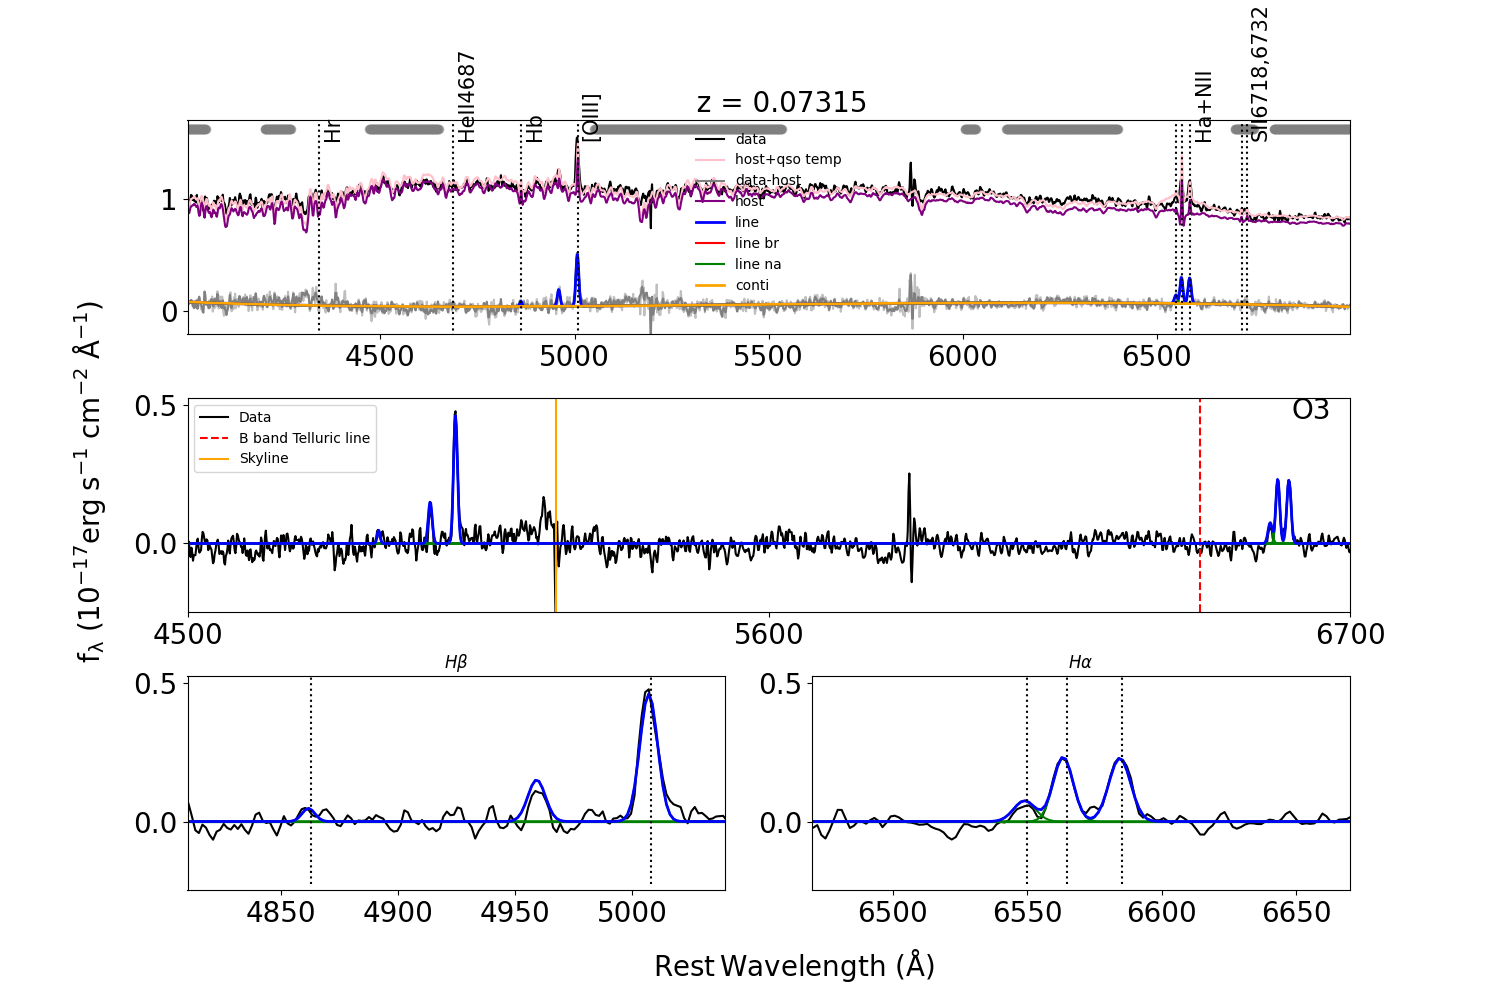 z = 0.07315
Hr
HeII4687
Hb
[OIII]
Ha+NII
SII6718,6732
data
host+qso temp
data-host
host
line
line br
line na
conti
1
0
4500 5000 5500 6000 6500
f_λ (10⁻¹⁷erg s⁻¹ cm⁻² Å⁻¹)
O3
Data
B band Telluric line
Skyline
0.5
0.0
4500 5600 6700
Hβ
0.5
0.0
4850 4900 4950 5000
Hα
0.5
0.0
6500 6550 6600 6650
Rest Wavelength (Å)